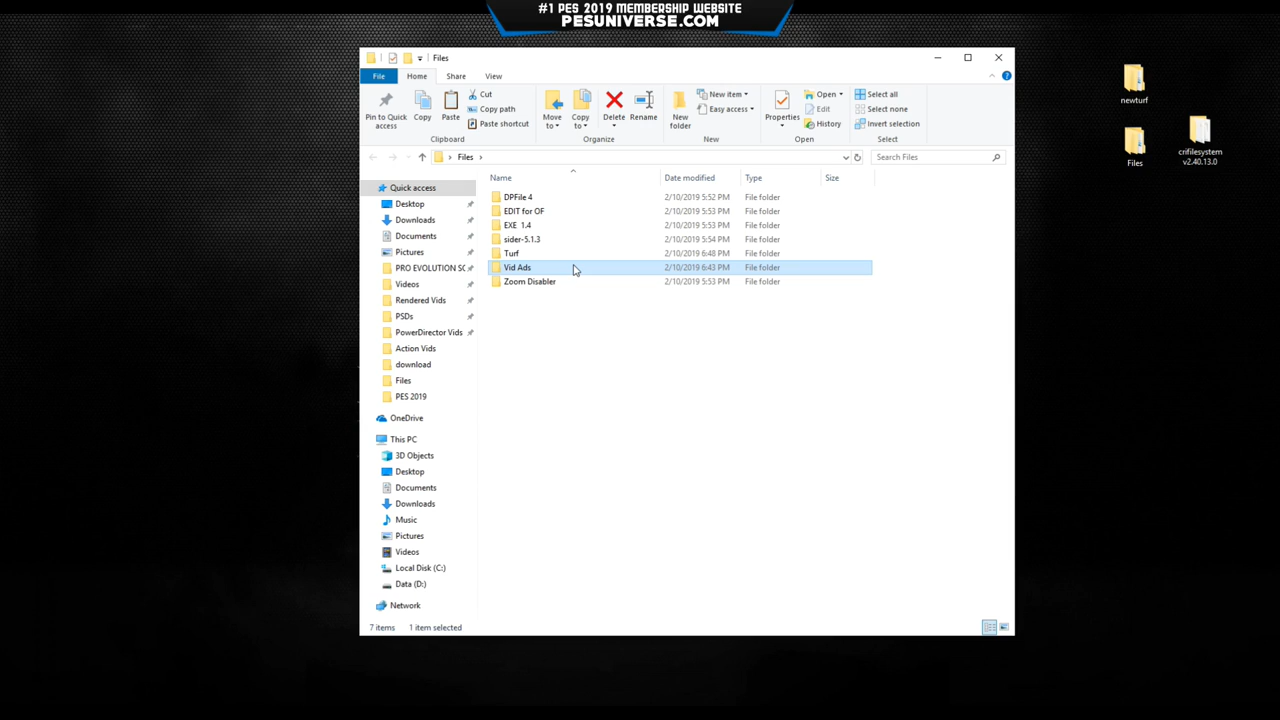 #1 PES 2019 MEMBERSHIP WEBSITE
PESUNIVERSE.COM
Files
File Home Share View
Pin to Quick access
Copy
Paste
Cut
Copy path
Paste shortcut
Clipboard
Move to
Copy to
Delete
Rename
Organize
New folder
New item
Easy access
New
Properties
Open
Edit
History
Open
Select all
Select none
Invert selection
Select
Files
Search Files
Name Date modified Type Size
DPFile 4 2/10/2019 5:52 PM File folder
EDIT for OF 2/10/2019 5:53 PM File folder
EXE 1.4 2/10/2019 5:53 PM File folder
sider-5.1.3 2/10/2019 5:54 PM File folder
Turf 2/10/2019 6:48 PM File folder
Vid Ads 2/10/2019 6:43 PM File folder
Zoom Disabler 2/10/2019 5:53 PM File folder
Quick access
Desktop
Downloads
Documents
Pictures
PRO EVOLUTION SC
Videos
Rendered Vids
PSDs
PowerDirector Vids
Action Vids
download
Files
PES 2019
OneDrive
This PC
3D Objects
Desktop
Documents
Downloads
Music
Pictures
Videos
Local Disk (C:)
Data (D:)
Network
7 items 1 item selected
newturf
Files
crifilesystem
v2.40.13.0